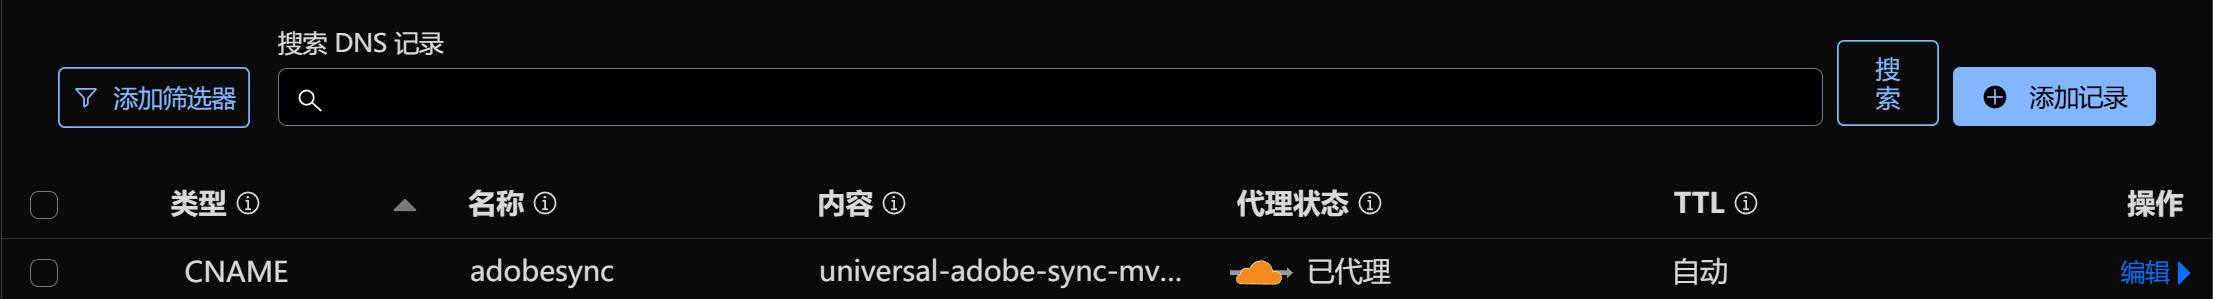 搜索 DNS 记录
添加筛选器
搜
索
添加记录
类型 名称 内容 代理状态 TTL 操作
CNAME adobesync universal-adobe-sync-mv... 已代理 自动 编辑